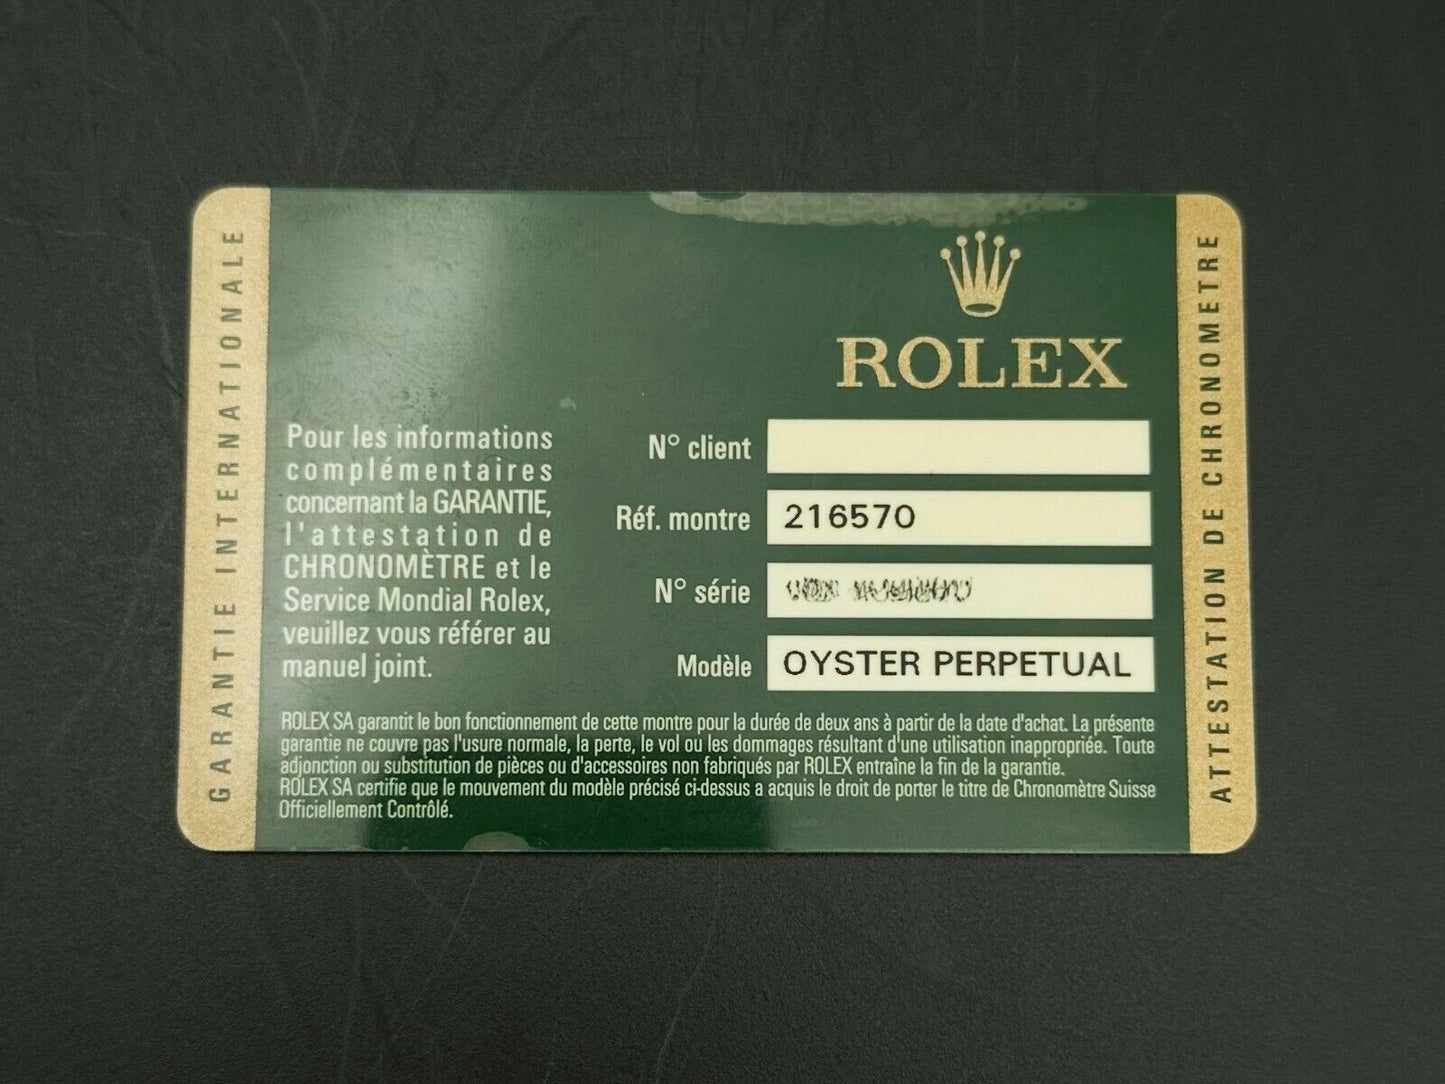 GARANTIE INTERNATIONALE
ROLEX
Pour les informations
complémentaires
concernant la GARANTIE,
l'attestation de
CHRONOMÈTRE et le
Service Mondial Rolex,
veuillez vous référer au
manuel joint.
N° client
Réf. montre 216570
N° série
Modèle OYSTER PERPETUAL
ROLEX SA garantit le bon fonctionnement de cette montre pour la durée de deux ans à partir de la date d'achat. La présente
garantie ne couvre pas l'usure normale, la perte, le vol ou les dommages résultant d'une utilisation inappropriée. Toute
adjonction ou substitution de pièces ou d'accessoires non fabriqués par ROLEX entraîne la fin de la garantie.
ROLEX SA certifie que le mouvement du modèle précisé ci-dessus a acquis le droit de porter le titre de Chronomètre Suisse
Officiellement Contrôlé.
ATTESTATION DE CHRONOMETRE